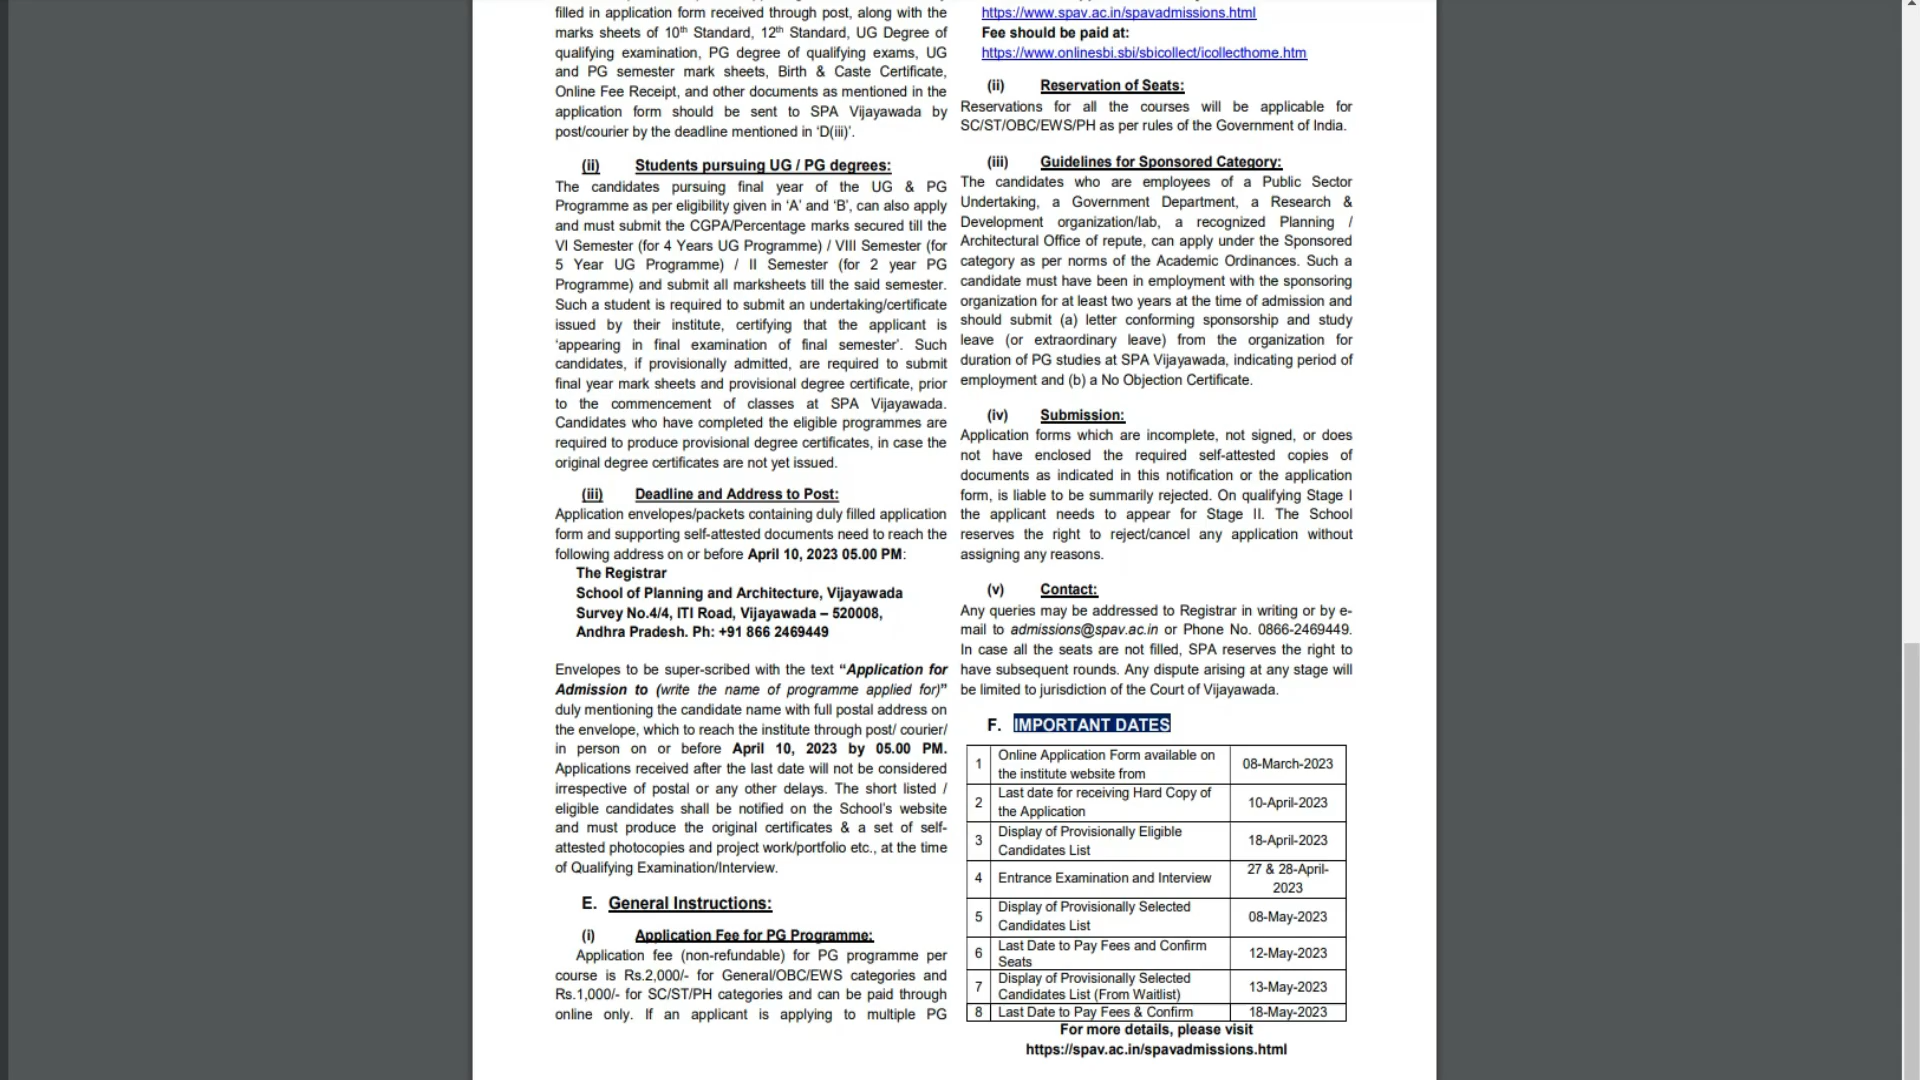 filled in application form received through post, along with the
marks sheets of 10th Standard, 12th Standard, UG Degree of
qualifying examination, PG degree of qualifying exams, UG
and PG semester mark sheets, Birth & Caste Certificate,
Online Fee Receipt, and other documents as mentioned in the
application form should be sent to SPA Vijayawada by
post/courier by the deadline mentioned in ‘D(iii)’.
(ii) Students pursuing UG / PG degrees:
The candidates pursuing final year of the UG & PG
Programme as per eligibility given in ‘A’ and ‘B’, can also apply
and must submit the CGPA/Percentage marks secured till the
VI Semester (for 4 Years UG Programme) / VIII Semester (for
5 Year UG Programme) / II Semester (for 2 year PG
Programme) and submit all marksheets till the said semester.
Such a student is required to submit an undertaking/certificate
issued by their institute, certifying that the applicant is
‘appearing in final examination of final semester’. Such
candidates, if provisionally admitted, are required to submit
final year mark sheets and provisional degree certificate, prior
to the commencement of classes at SPA Vijayawada.
Candidates who have completed the eligible programmes are
required to produce provisional degree certificates, in case the
original degree certificates are not yet issued.
(iii) Deadline and Address to Post:
Application envelopes/packets containing duly filled application
form and supporting self-attested documents need to reach the
following address on or before April 10, 2023 05.00 PM:
The Registrar
School of Planning and Architecture, Vijayawada
Survey No.4/4, ITI Road, Vijayawada – 520008,
Andhra Pradesh. Ph: +91 866 2469449
Envelopes to be super-scribed with the text “Application for
Admission to (write the name of programme applied for)”
duly mentioning the candidate name with full postal address on
the envelope, which to reach the institute through post/ courier/
in person on or before April 10, 2023 by 05.00 PM.
Applications received after the last date will not be considered
irrespective of postal or any other delays. The short listed /
eligible candidates shall be notified on the School’s website
and must produce the original certificates & a set of self-
attested photocopies and project work/portfolio etc., at the time
of Qualifying Examination/Interview.
E. General Instructions:
(i) Application Fee for PG Programme:
Application fee (non-refundable) for PG programme per
course is Rs.2,000/- for General/OBC/EWS categories and
Rs.1,000/- for SC/ST/PH categories and can be paid through
online only. If an applicant is applying to multiple PG
https://www.spav.ac.in/spavadmissions.html
Fee should be paid at:
https://www.onlinesbi.sbi/sbicollect/icollecthome.htm
(ii) Reservation of Seats:
Reservations for all the courses will be applicable for
SC/ST/OBC/EWS/PH as per rules of the Government of India.
(iii) Guidelines for Sponsored Category:
The candidates who are employees of a Public Sector
Undertaking, a Government Department, a Research &
Development organization/lab, a recognized Planning /
Architectural Office of repute, can apply under the Sponsored
category as per norms of the Academic Ordinances. Such a
candidate must have been in employment with the sponsoring
organization for at least two years at the time of admission and
should submit (a) letter conforming sponsorship and study
leave (or extraordinary leave) from the organization for
duration of PG studies at SPA Vijayawada, indicating period of
employment and (b) a No Objection Certificate.
(iv) Submission:
Application forms which are incomplete, not signed, or does
not have enclosed the required self-attested copies of
documents as indicated in this notification or the application
form, is liable to be summarily rejected. On qualifying Stage I
the applicant needs to appear for Stage II. The School
reserves the right to reject/cancel any application without
assigning any reasons.
(v) Contact:
Any queries may be addressed to Registrar in writing or by e-
mail to admissions@spav.ac.in or Phone No. 0866-2469449.
In case all the seats are not filled, SPA reserves the right to
have subsequent rounds. Any dispute arising at any stage will
be limited to jurisdiction of the Court of Vijayawada.
F. IMPORTANT DATES
1 Online Application Form available on
the institute website from 08-March-2023
2 Last date for receiving Hard Copy of
the Application 10-April-2023
3 Display of Provisionally Eligible
Candidates List 18-April-2023
4 Entrance Examination and Interview 27 & 28-April-
2023
5 Display of Provisionally Selected
Candidates List 08-May-2023
6 Last Date to Pay Fees and Confirm
Seats 12-May-2023
7 Display of Provisionally Selected
Candidates List (From Waitlist) 13-May-2023
8 Last Date to Pay Fees & Confirm 18-May-2023
For more details, please visit
https://spav.ac.in/spavadmissions.html